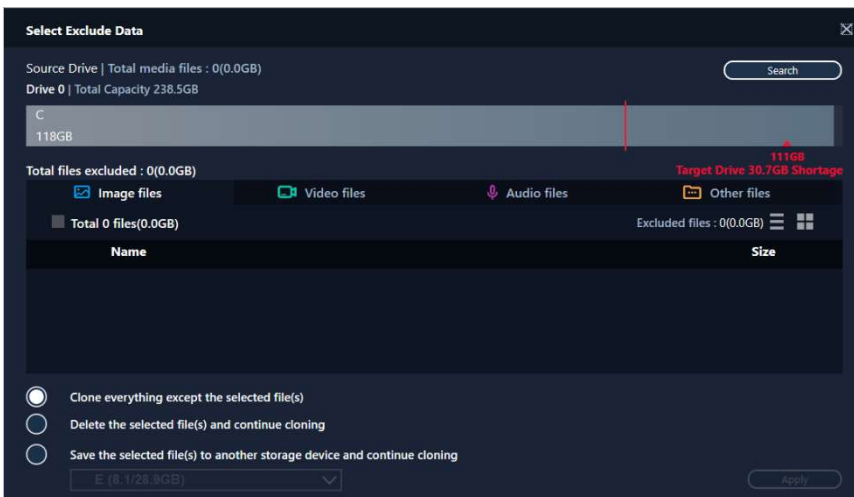 Select Exclude Data
Source Drive | Total media files : 0(0.0GB)
Search
Drive 0 | Total Capacity 238.5GB
C
118GB
111GB
Total files excluded : 0(0.0GB)
Target Drive 30.7GB Shortage
Image files Video files Audio files Other files
Total 0 files(0.0GB) Excluded files : 0(0.0GB)
Name Size
Clone everything except the selected file(s)
Delete the selected file(s) and continue cloning
Save the selected file(s) to another storage device and continue cloning
E (8.1/28.9GB)
Apply